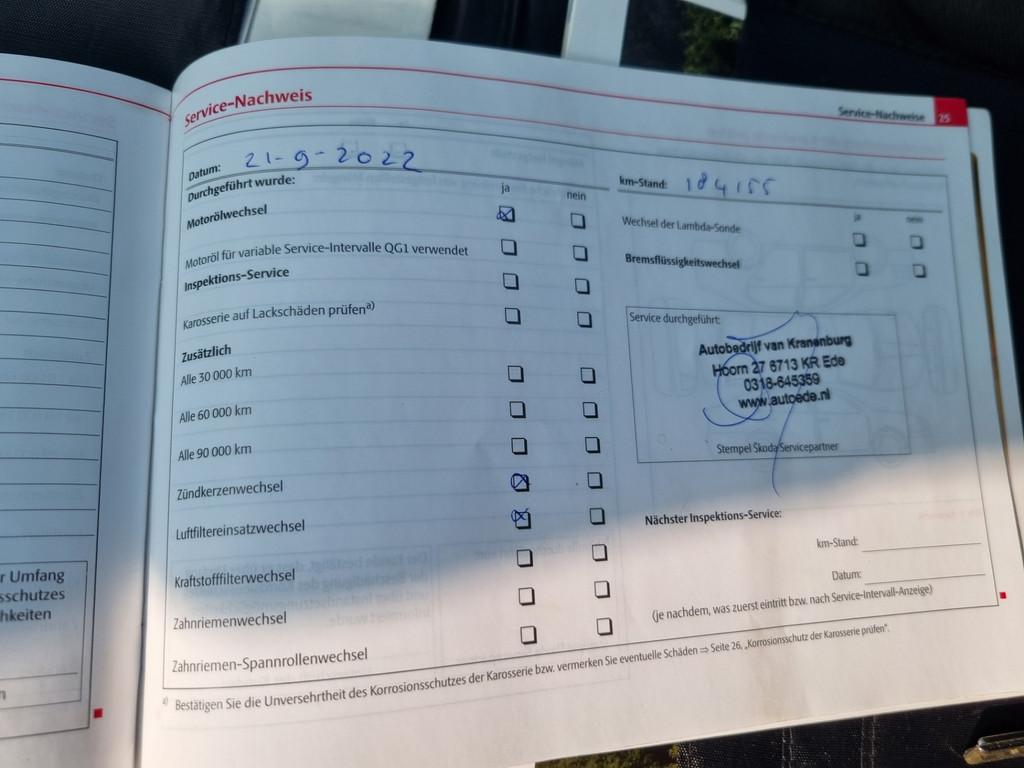 Service-Nachweis
Service-Nachweise 25
Datum: 21-9-2022
km-Stand: 184155
Durchgeführt wurde:
ja nein
Motorölwechsel
Motoröl für variable Service-Intervalle QG1 verwendet
Inspektions-Service
Karosserie auf Lackschäden prüfen a)
Zusätzlich
Alle 30 000 km
Alle 60 000 km
Alle 90 000 km
Zündkerzenwechsel
Luftfiltereinsatzwechsel
Kraftstofffilterwechsel
Zahnriemenwechsel
Zahnriemen-Spannrollenwechsel
ja nein
Wechsel der Lambda-Sonde
Bremsflüssigkeitswechsel
Service durchgeführt:
Autobedrijf van Kranenburg
Hoorn 27 6713 KR Ede
0318-645359
www.autoede.nl
Stempel Škoda Servicepartner
Nächster Inspektions-Service:
km-Stand:
Datum:
(je nachdem, was zuerst eintritt bzw. nach Service-Intervall-Anzeige)
a) Bestätigen Sie die Unversehrtheit des Korrosionsschutzes der Karosserie bzw. vermerken Sie eventuelle Schäden ⇒ Seite 26, „Korrosionsschutz der Karosserie prüfen“.
r Umfang
sschutzes
hkeiten
n